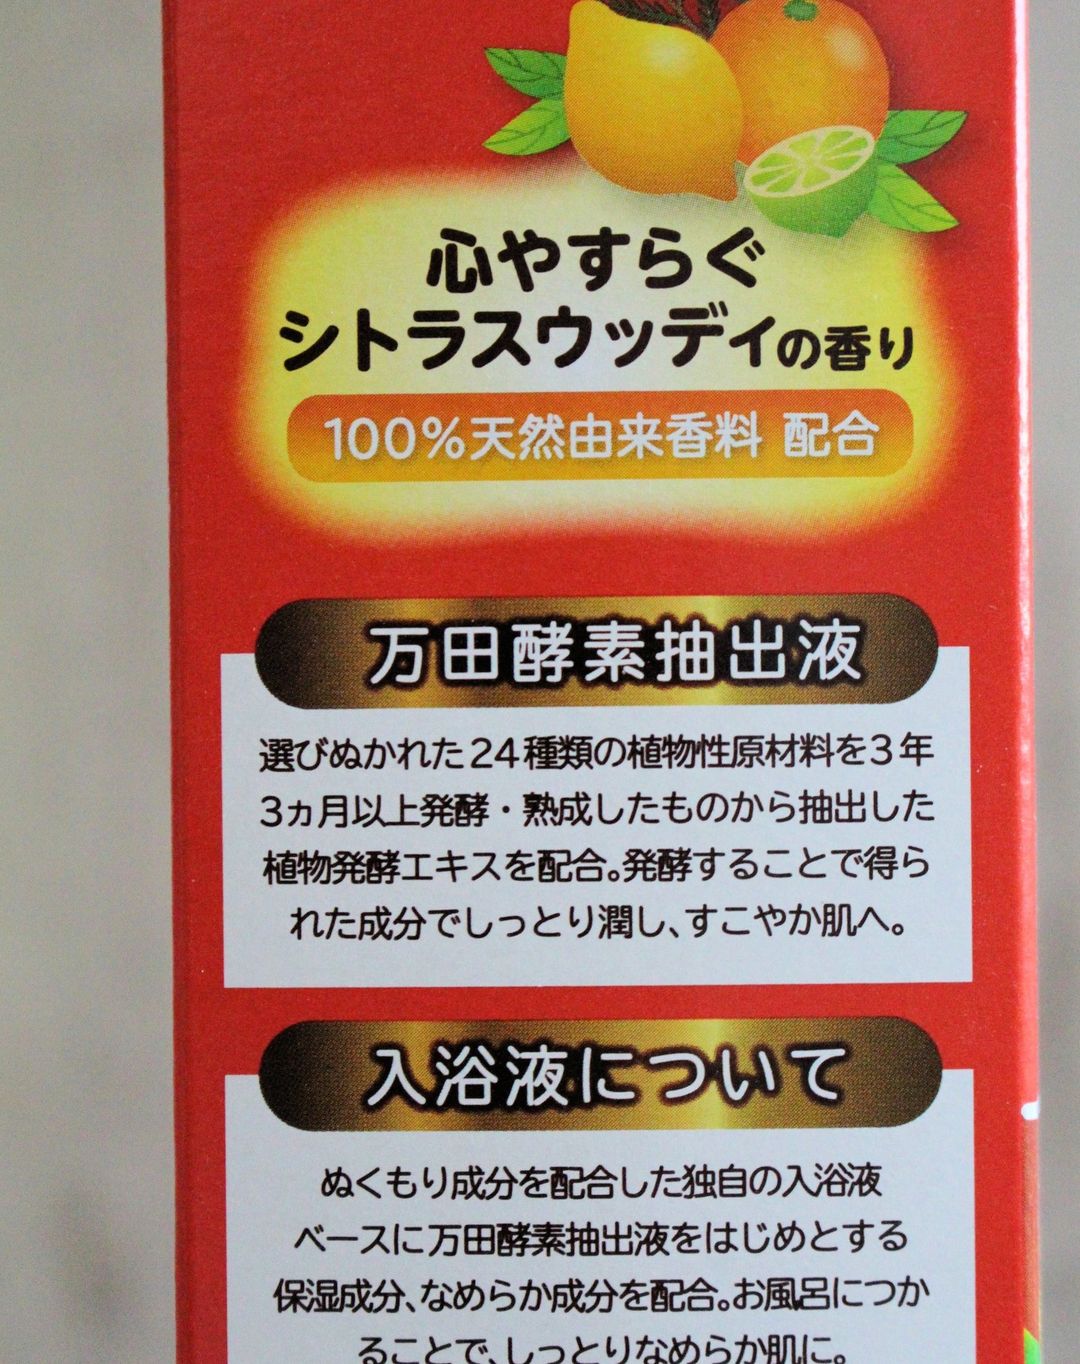 心やすらぐ
シトラスウッディの香り
100%天然由来香料 配合
万田酵素抽出液
選びぬかれた24種類の植物性原材料を3年
3ヵ月以上発酵・熟成したものから抽出した
植物発酵エキスを配合。発酵することで得ら
れた成分でしっとり潤し、すこやか肌へ。
入浴液について
ぬくもり成分を配合した独自の入浴液
ベースに万田酵素抽出液をはじめとする
保湿成分、なめらか成分を配合。お風呂につか
ることで、しっとりなめらか肌に。